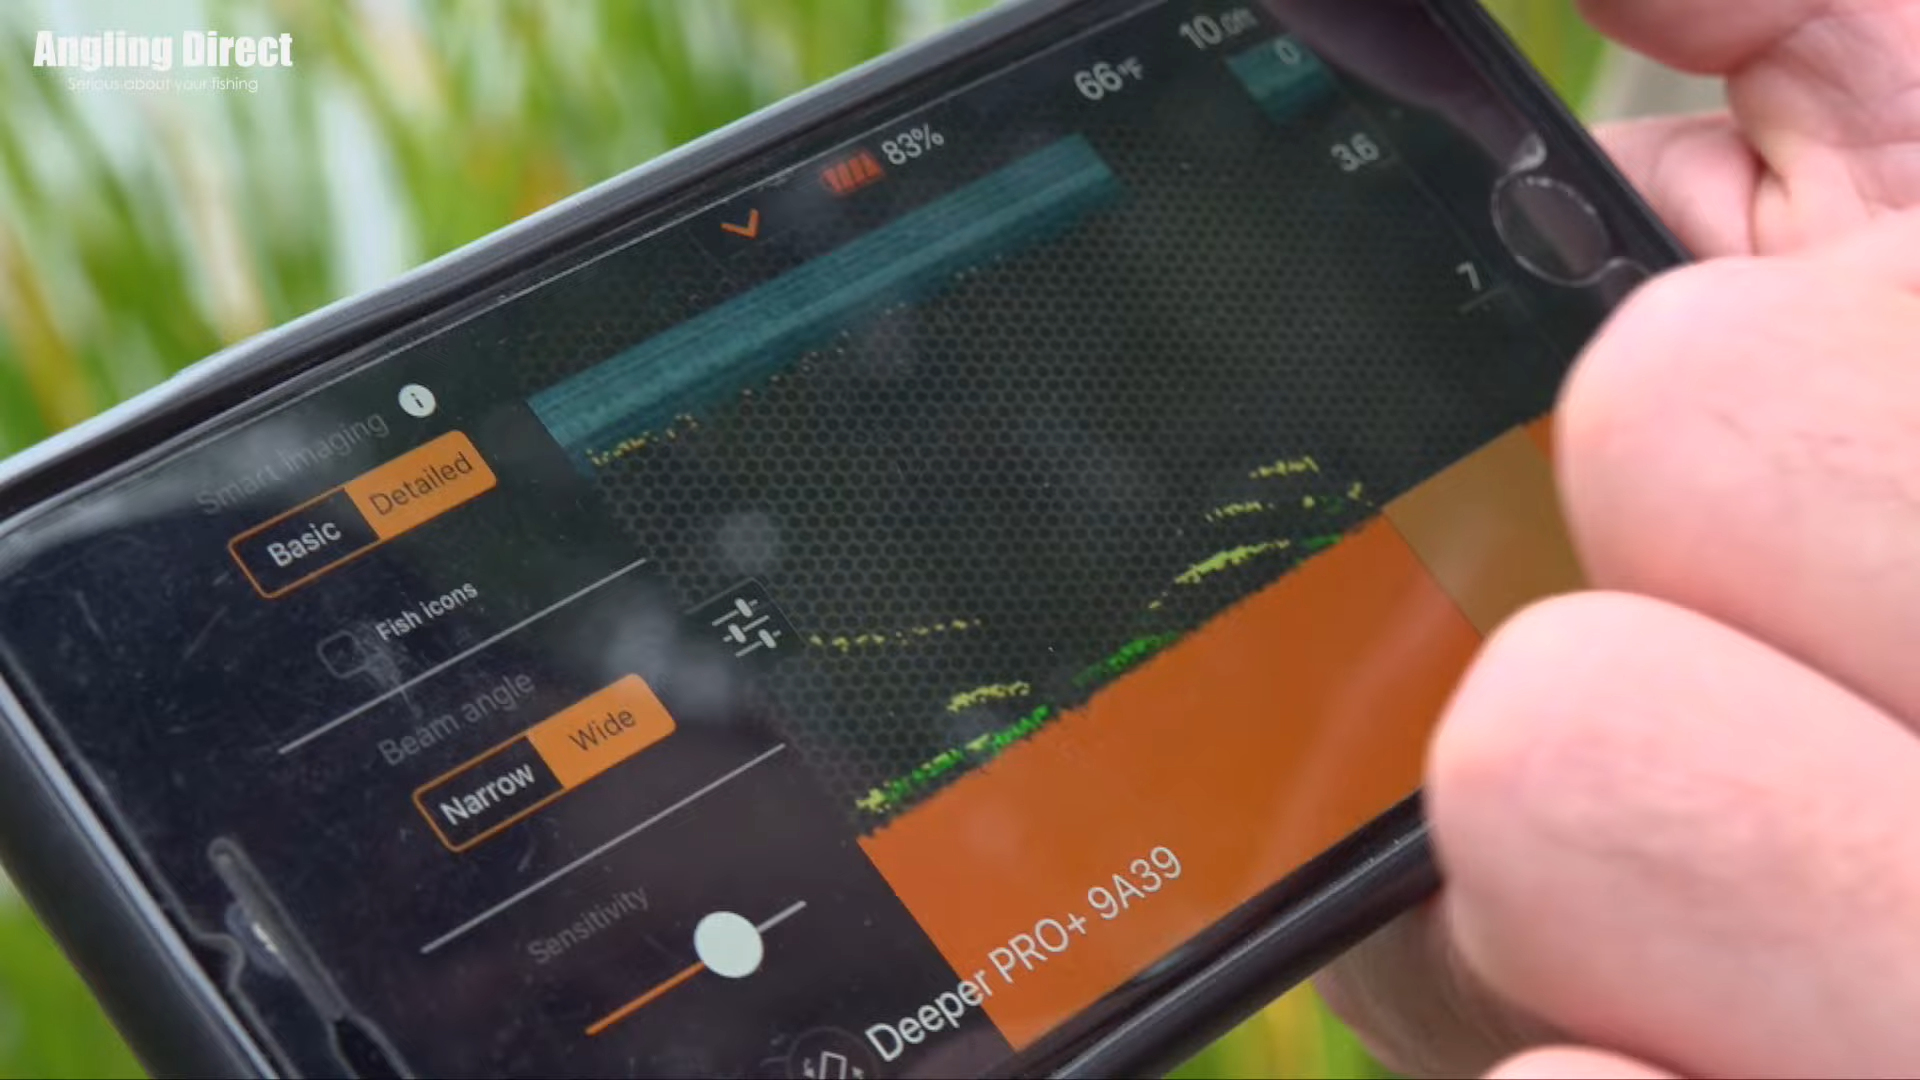 Angling Direct
Serious about your fishing
83%
66°F
10.0ft
0
3.6
7
Smart imaging i
Basic Detailed
Fish icons
Beam angle
Narrow Wide
Sensitivity
Deeper PRO+ 9A39